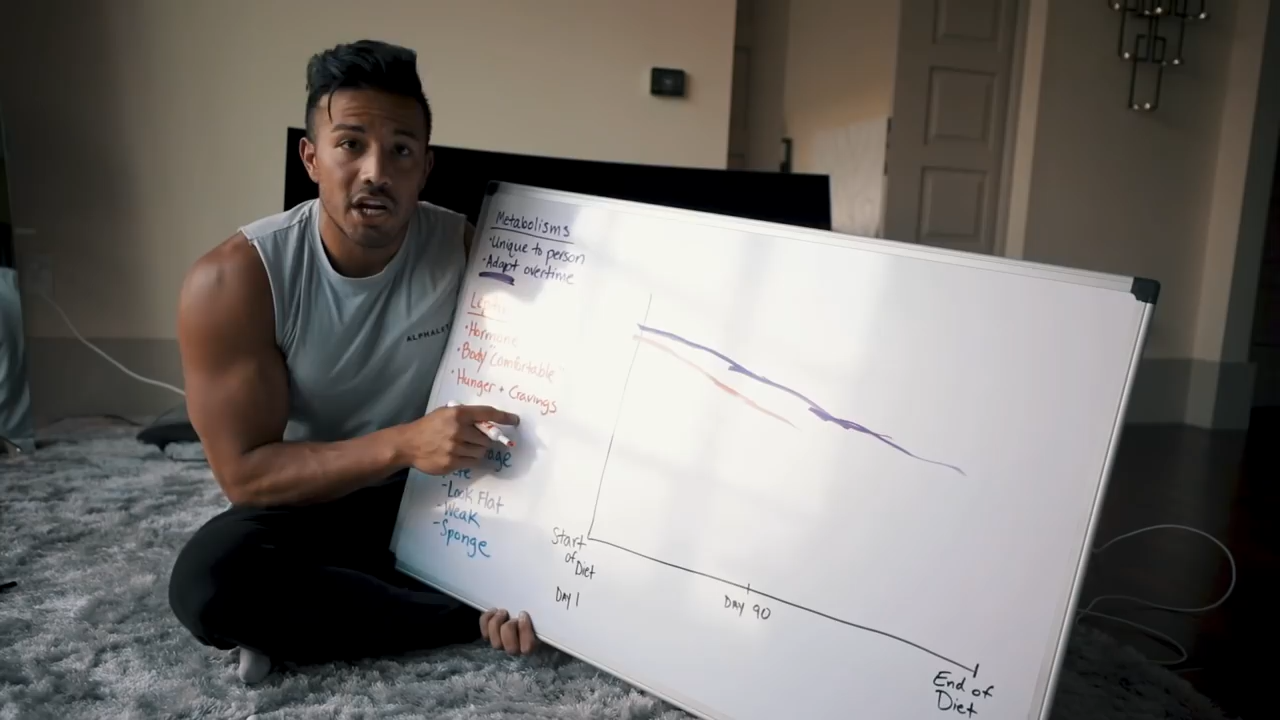 Metabolisms
·Unique to person
·Adapt overtime
·Hormone
·Body "Comfortable
·Hunger + Cravings
-Look Flat
-Weak
-Sponge
ALPHALETE
Start
of
Diet
DAY 1
DAY 90
End of
Diet